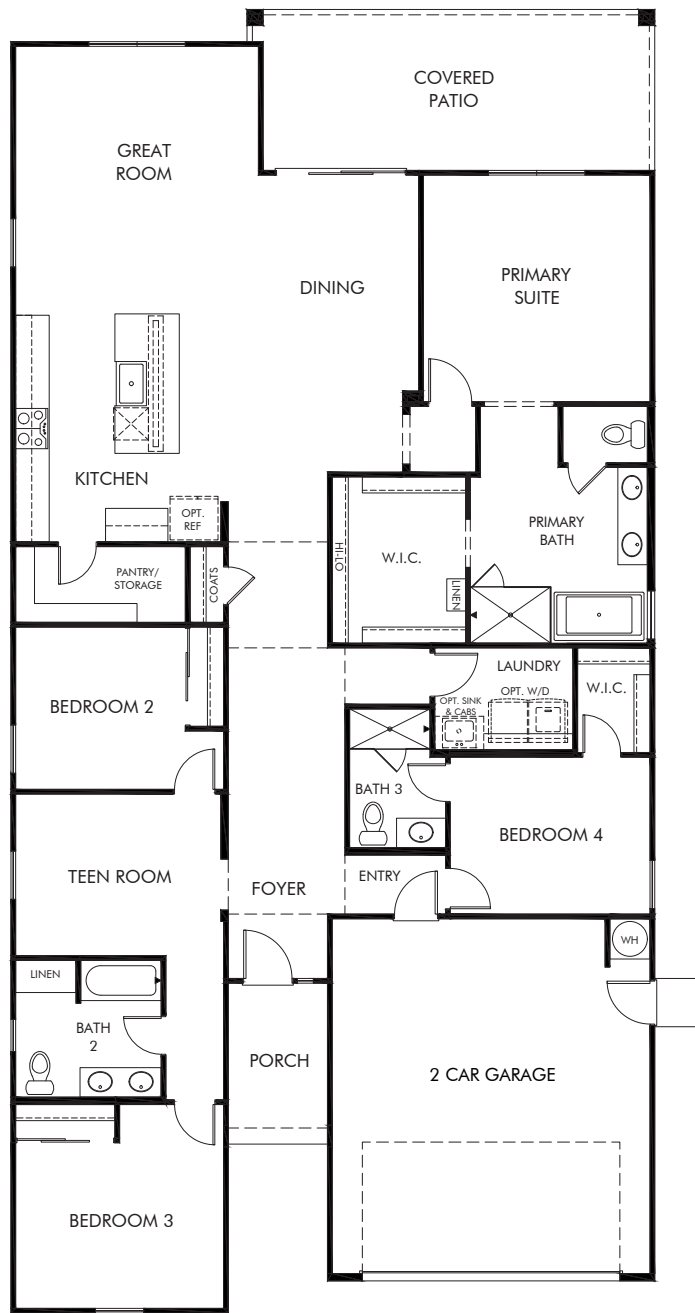 COVERED
PATIO
GREAT
ROOM
DINING
PRIMARY
SUITE
KITCHEN
OPT.
REF
PRIMARY
BATH
W.I.C.
HI-LO
LINEN
PANTRY/
STORAGE
COATS
LAUNDRY
OPT. W/D
OPT. SINK
& CABS
W.I.C.
BEDROOM 2
BATH 3
BEDROOM 4
TEEN ROOM
FOYER
ENTRY
WH
LINEN
BATH
2
PORCH
2 CAR GARAGE
BEDROOM 3